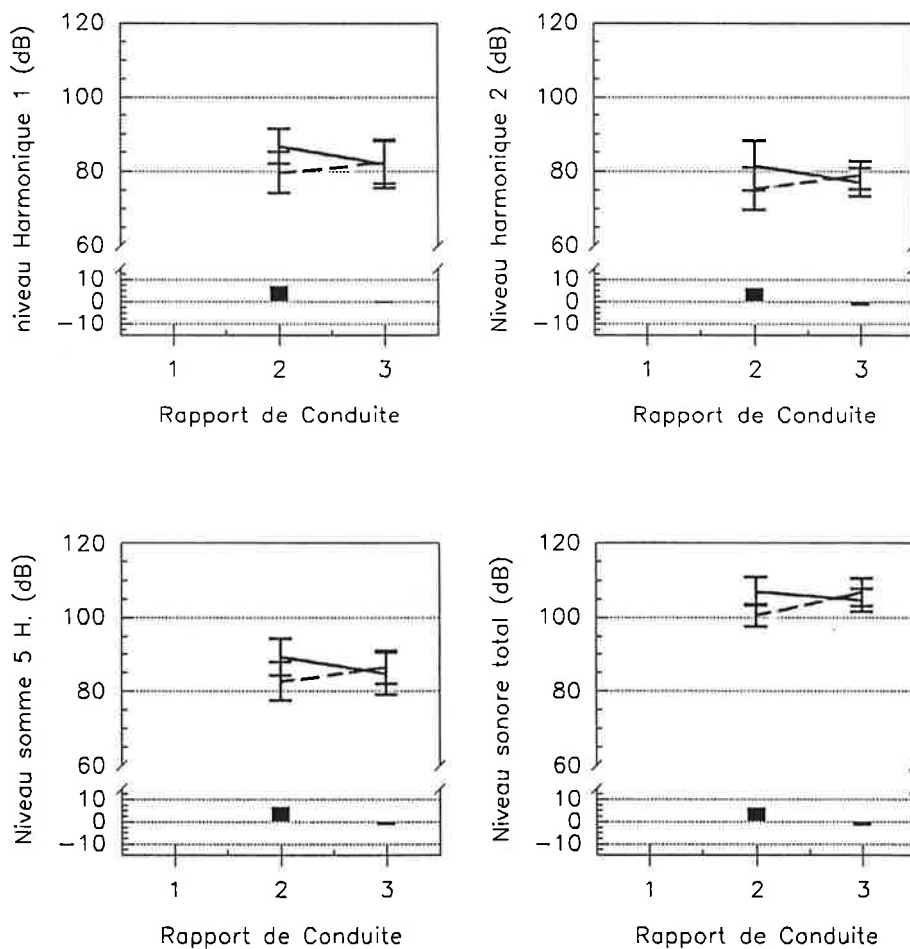 niveau Harmonique 1 (dB)
120
100
80
60
10
0
−10
1 2 3
Rapport de Conduite
Niveau harmonique 2 (dB)
120
100
80
60
10
0
−10
1 2 3
Rapport de Conduite
Niveau somme 5 H. (dB)
120
100
80
60
10
0
−10
1 2 3
Rapport de Conduite
Niveau sonore total (dB)
120
100
80
60
10
0
−10
1 2 3
Rapport de Conduite